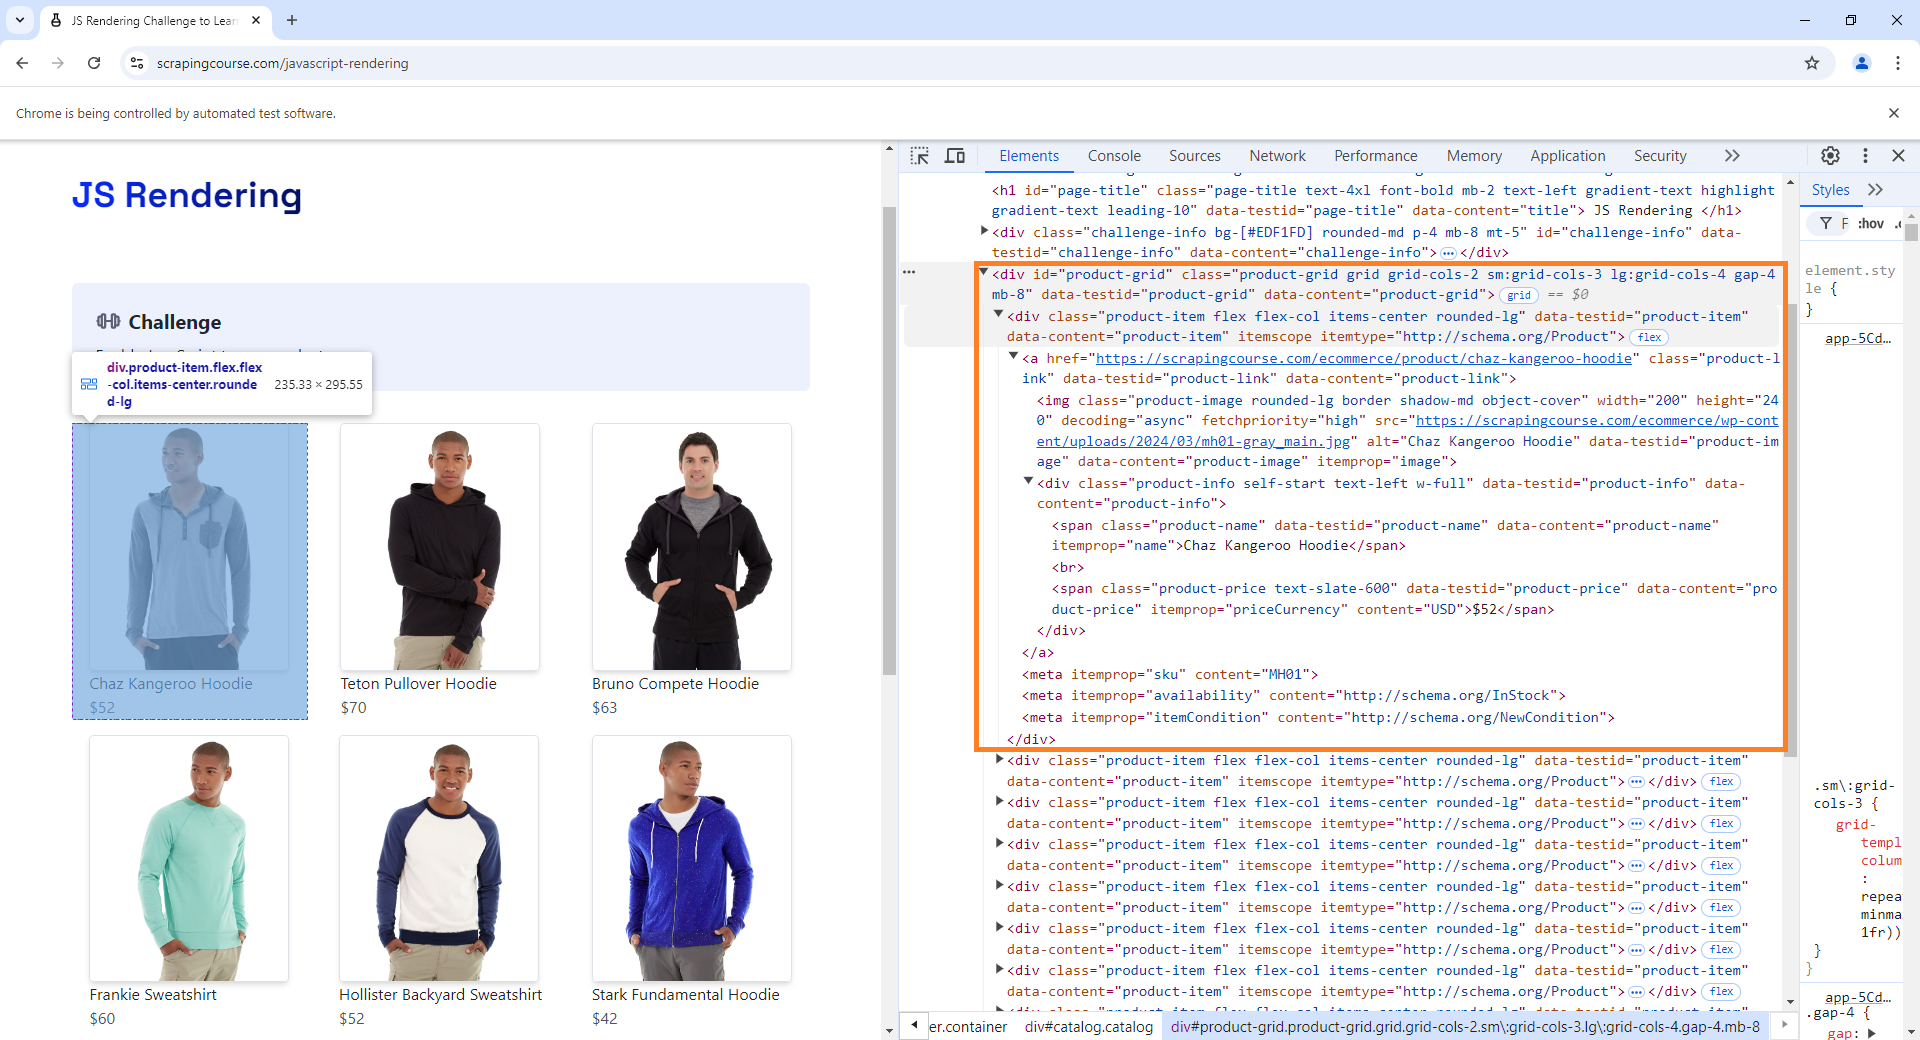 JS Rendering Challenge to Lear
scrapingcourse.com/javascript-rendering
Chrome is being controlled by automated test software.
JS Rendering
Challenge
div.product-item.flex.flex
-col.items-center.rounde
d-lg
235.33 × 295.55
Chaz Kangeroo Hoodie
$52
Teton Pullover Hoodie
$70
Bruno Compete Hoodie
$63
Frankie Sweatshirt
$60
Hollister Backyard Sweatshirt
$52
Stark Fundamental Hoodie
$42
Elements Console Sources Network Performance Memory Application Security
<h1 id="page-title" class="page-title text-4xl font-bold mb-2 text-left gradient-text highlight
gradient-text leading-10" data-testid="page-title" data-content="title"> JS Rendering </h1>
<div class="challenge-info bg-[#EDF1FD] rounded-md p-4 mb-8 mt-5" id="challenge-info" data-
testid="challenge-info" data-content="challenge-info"> … </div>
<div id="product-grid" class="product-grid grid grid-cols-2 sm:grid-cols-3 lg:grid-cols-4 gap-4
mb-8" data-testid="product-grid" data-content="product-grid"> grid == $0
<div class="product-item flex flex-col items-center rounded-lg" data-testid="product-item"
data-content="product-item" itemscope itemtype="http://schema.org/Product"> flex
<a href="https://scrapingcourse.com/ecommerce/product/chaz-kangeroo-hoodie" class="product-l
ink" data-testid="product-link" data-content="product-link">
<img class="product-image rounded-lg border shadow-md object-cover" width="200" height="24
0" decoding="async" fetchpriority="high" src="https://scrapingcourse.com/ecommerce/wp-cont
ent/uploads/2024/03/mh01-gray_main.jpg" alt="Chaz Kangeroo Hoodie" data-testid="product-im
age" data-content="product-image" itemprop="image">
<div class="product-info self-start text-left w-full" data-testid="product-info" data-
content="product-info">
<span class="product-name" data-testid="product-name" data-content="product-name"
itemprop="name">Chaz Kangeroo Hoodie</span>
<br>
<span class="product-price text-slate-600" data-testid="product-price" data-content="pro
duct-price" itemprop="priceCurrency" content="USD">$52</span>
</div>
</a>
<meta itemprop="sku" content="MH01">
<meta itemprop="availability" content="http://schema.org/InStock">
<meta itemprop="itemCondition" content="http://schema.org/NewCondition">
</div>
<div class="product-item flex flex-col items-center rounded-lg" data-testid="product-item"
data-content="product-item" itemscope itemtype="http://schema.org/Product"> … </div> flex
<div class="product-item flex flex-col items-center rounded-lg" data-testid="product-item"
data-content="product-item" itemscope itemtype="http://schema.org/Product"> … </div> flex
<div class="product-item flex flex-col items-center rounded-lg" data-testid="product-item"
data-content="product-item" itemscope itemtype="http://schema.org/Product"> … </div> flex
<div class="product-item flex flex-col items-center rounded-lg" data-testid="product-item"
data-content="product-item" itemscope itemtype="http://schema.org/Product"> … </div> flex
<div class="product-item flex flex-col items-center rounded-lg" data-testid="product-item"
data-content="product-item" itemscope itemtype="http://schema.org/Product"> … </div> flex
<div class="product-item flex flex-col items-center rounded-lg" data-testid="product-item"
data-content="product-item" itemscope itemtype="http://schema.org/Product"> … </div> flex
er.container div#catalog.catalog div#product-grid.product-grid.grid.grid-cols-2.sm\:grid-cols-3.lg\:grid-cols-4.gap-4.mb-8
Styles
F :hov .c
element.sty
le {
}
app-5Cd…
.sm\:grid-
cols-3 {
grid-
templ
colum
:
repea
minma
1fr))
}
}
app-5Cd…
.gap-4 {
gap: